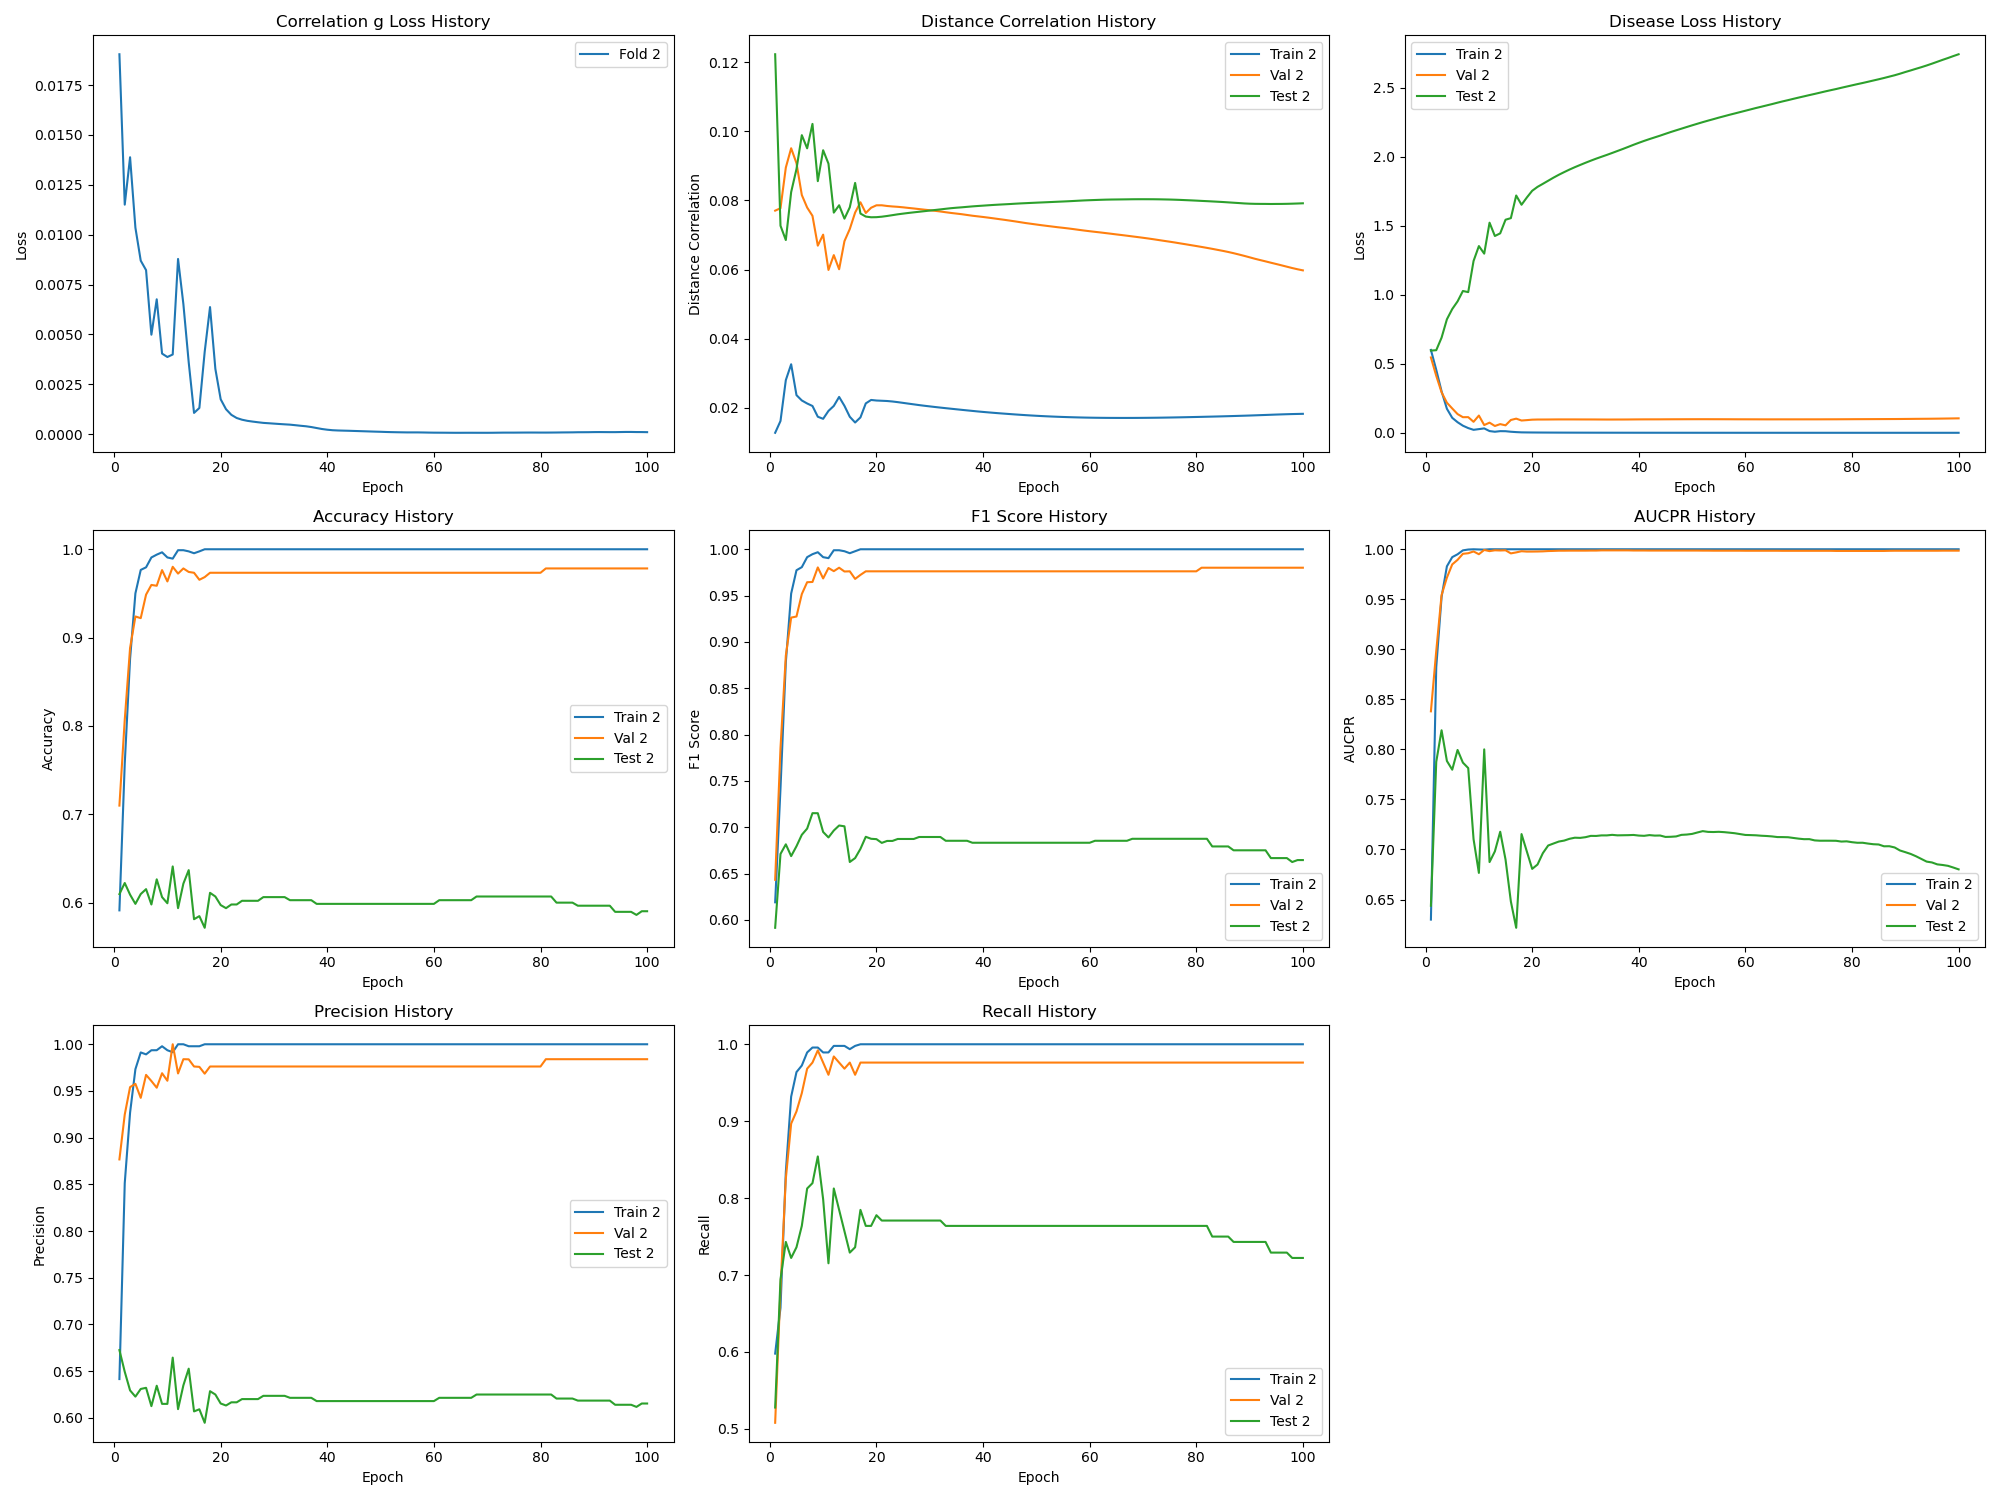 Correlation g Loss History
Loss
0.0175
0.0150
0.0125
0.0100
0.0075
0.0050
0.0025
0.0000
0 20 40 60 80 100
Epoch
Fold 2
Distance Correlation History
Distance Correlation
0.12
0.10
0.08
0.06
0.04
0.02
0 20 40 60 80 100
Epoch
Train 2
Val 2
Test 2
Disease Loss History
Loss
2.5
2.0
1.5
1.0
0.5
0.0
0 20 40 60 80 100
Epoch
Train 2
Val 2
Test 2
Accuracy History
Accuracy
1.0
0.9
0.8
0.7
0.6
0 20 40 60 80 100
Epoch
Train 2
Val 2
Test 2
F1 Score History
F1 Score
1.00
0.95
0.90
0.85
0.80
0.75
0.70
0.65
0.60
0 20 40 60 80 100
Epoch
Train 2
Val 2
Test 2
AUCPR History
AUCPR
1.00
0.95
0.90
0.85
0.80
0.75
0.70
0.65
0 20 40 60 80 100
Epoch
Train 2
Val 2
Test 2
Precision History
Precision
1.00
0.95
0.90
0.85
0.80
0.75
0.70
0.65
0.60
0 20 40 60 80 100
Epoch
Train 2
Val 2
Test 2
Recall History
Recall
1.0
0.9
0.8
0.7
0.6
0.5
0 20 40 60 80 100
Epoch
Train 2
Val 2
Test 2